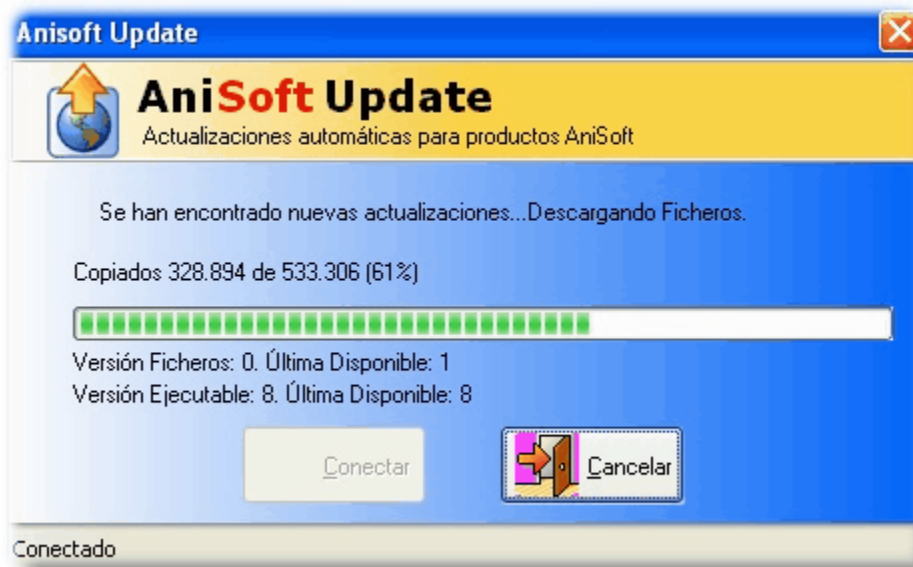 Anisoft Update
AniSoft Update
Actualizaciones automáticas para productos AniSoft
Se han encontrado nuevas actualizaciones...Descargando Ficheros.
Copiados 328.894 de 533.306 (61%)
Versión Ficheros: 0. Última Disponible: 1
Versión Ejecutable: 8. Última Disponible: 8
Conectar
Cancelar
Conectado